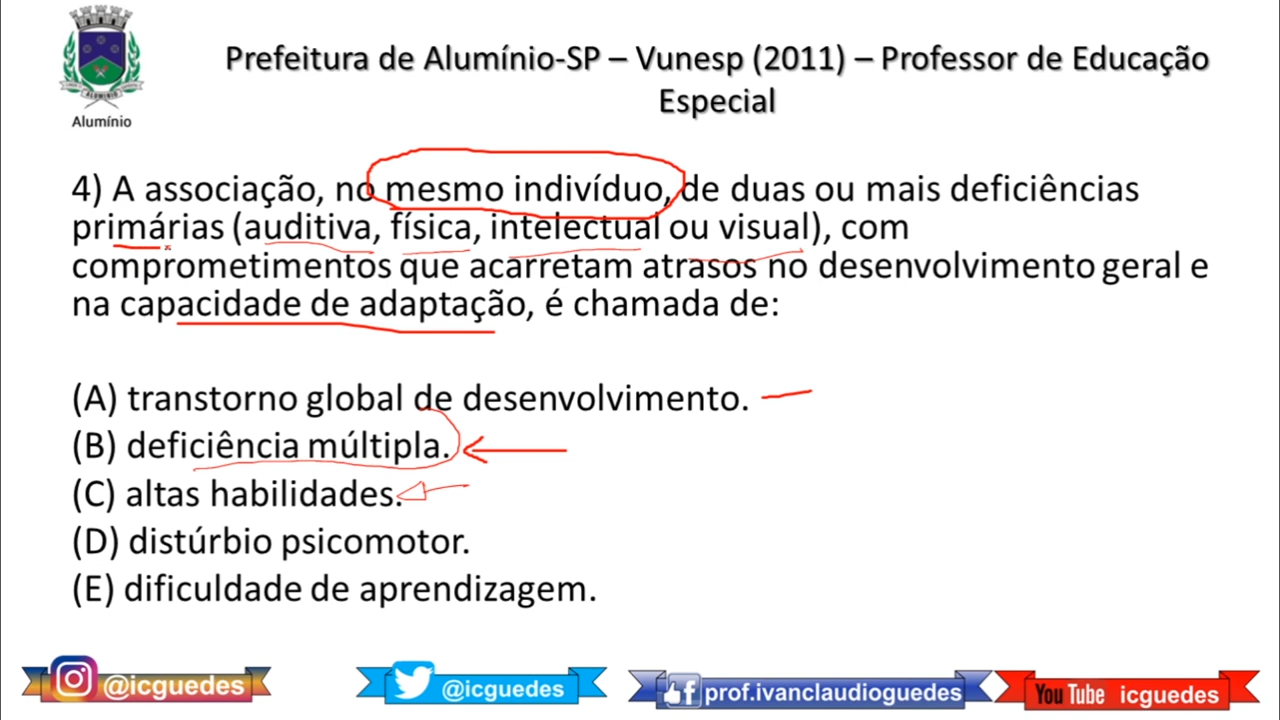 Prefeitura de Alumínio-SP – Vunesp (2011) – Professor de Educação
Especial
Alumínio
4) A associação, no mesmo indivíduo, de duas ou mais deficiências
primárias (auditiva, física, intelectual ou visual), com
comprometimentos que acarretam atrasos no desenvolvimento geral e
na capacidade de adaptação, é chamada de:
(A) transtorno global de desenvolvimento.
(B) deficiência múltipla.
(C) altas habilidades.
(D) distúrbio psicomotor.
(E) dificuldade de aprendizagem.
@icguedes
@icguedes
prof.ivanclaudioguedes
YouTube icguedes